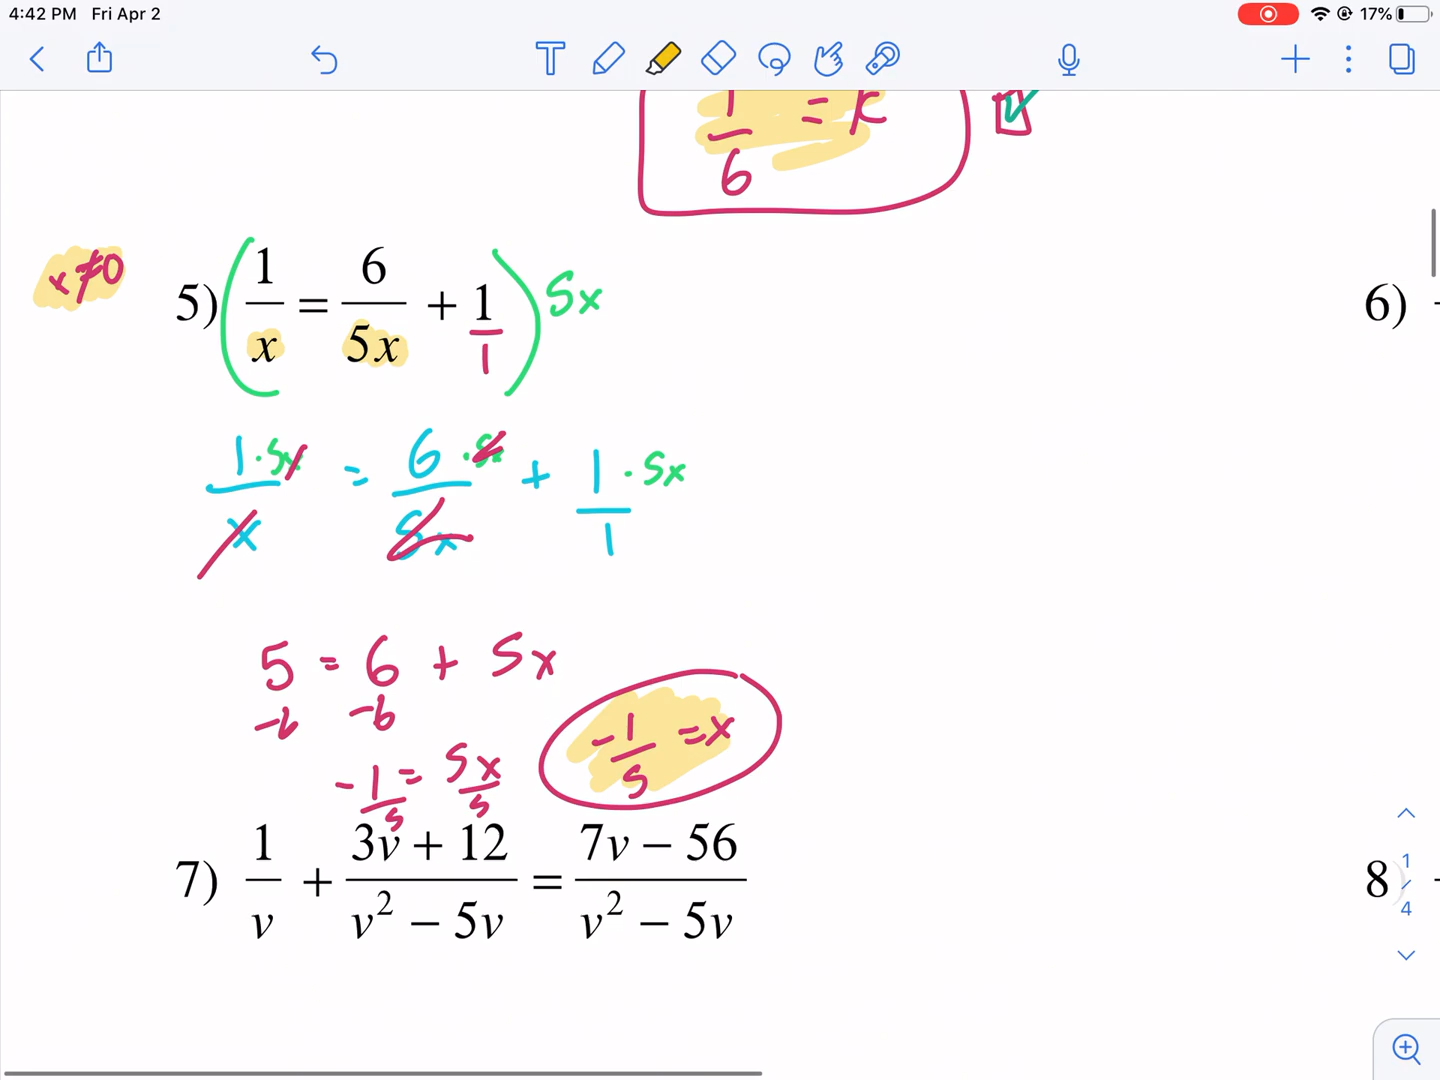 4:42 PM Fri Apr 2 17%
T
1/6 = k
x≠0
5) (1/x = 6/5x + 1/1) 5x
6)
1·5x/x = 6·5x/5x + 1·5x/1
5 = 6 + 5x
-6 -6
-1/5 = 5x/5
-1/5 = x
7) 1/v + (3v + 12)/(v² − 5v) = (7v − 56)/(v² − 5v)
8
1/4